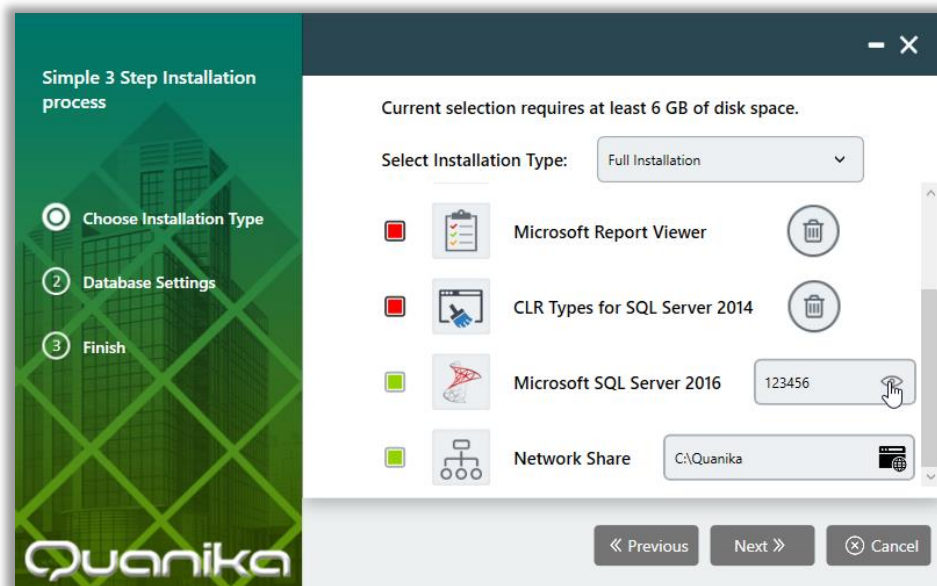 Simple 3 Step Installation
process
Choose Installation Type
2 Database Settings
3 Finish
Quanika
Current selection requires at least 6 GB of disk space.
Select Installation Type: Full Installation
Microsoft Report Viewer
CLR Types for SQL Server 2014
Microsoft SQL Server 2016 123456
Network Share C:\Quanika
Previous Next Cancel